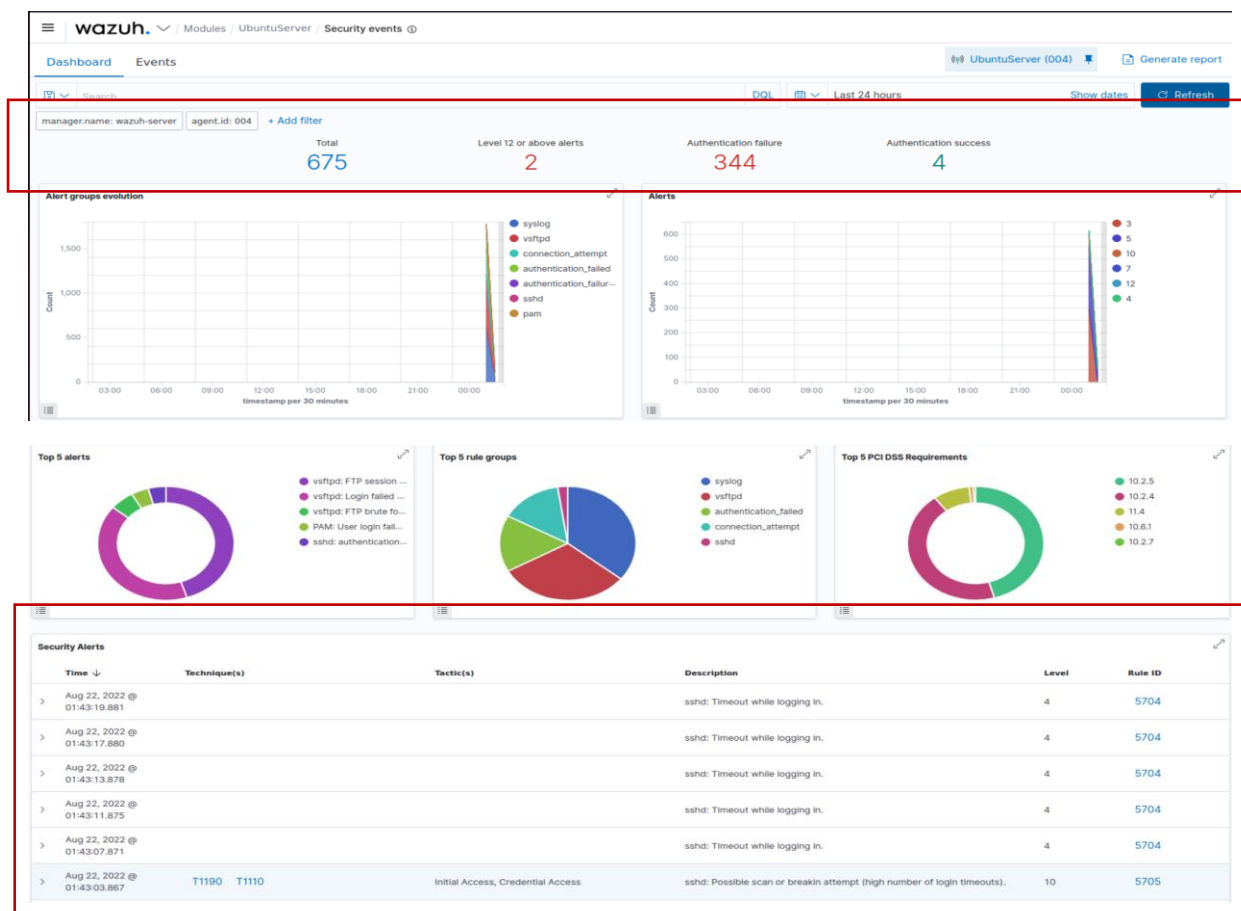 wazuh. / Modules / UbuntuServer / Security events
Dashboard Events UbuntuServer (004) Generate report
Search DQL Last 24 hours Show dates Refresh
manager.name: wazuh-server agent.id: 004 + Add filter
Total Level 12 or above alerts Authentication failure Authentication success
675 2 344 4
Alert groups evolution
Count
1,500
1,000
500
0
03:00 06:00 09:00 12:00 15:00 18:00 21:00 00:00
timestamp per 30 minutes
syslog
vsftpd
connection_attempt
authentication_failed
authentication_failur...
sshd
pam
Alerts
Count
600
500
400
300
200
100
0
03:00 06:00 09:00 12:00 15:00 18:00 21:00 00:00
timestamp per 30 minutes
3
5
10
7
12
4
Top 5 alerts
vsftpd: FTP session ...
vsftpd: Login failed ...
vsftpd: FTP brute fo...
PAM: User login fail...
sshd: authentication...
Top 5 rule groups
syslog
vsftpd
authentication_failed
connection_attempt
sshd
Top 5 PCI DSS Requirements
10.2.5
10.2.4
11.4
10.6.1
10.2.7
Security Alerts
Time Technique(s) Tactic(s) Description Level Rule ID
Aug 22, 2022 @
01:43:19.881 sshd: Timeout while logging in. 4 5704
Aug 22, 2022 @
01:43:17.880 sshd: Timeout while logging in. 4 5704
Aug 22, 2022 @
01:43:13.878 sshd: Timeout while logging in. 4 5704
Aug 22, 2022 @
01:43:11.875 sshd: Timeout while logging in. 4 5704
Aug 22, 2022 @
01:43:07.871 sshd: Timeout while logging in. 4 5704
Aug 22, 2022 @
01:43:03.867 T1190 T1110 Initial Access, Credential Access sshd: Possible scan or breakin attempt (high number of login timeouts). 10 5705